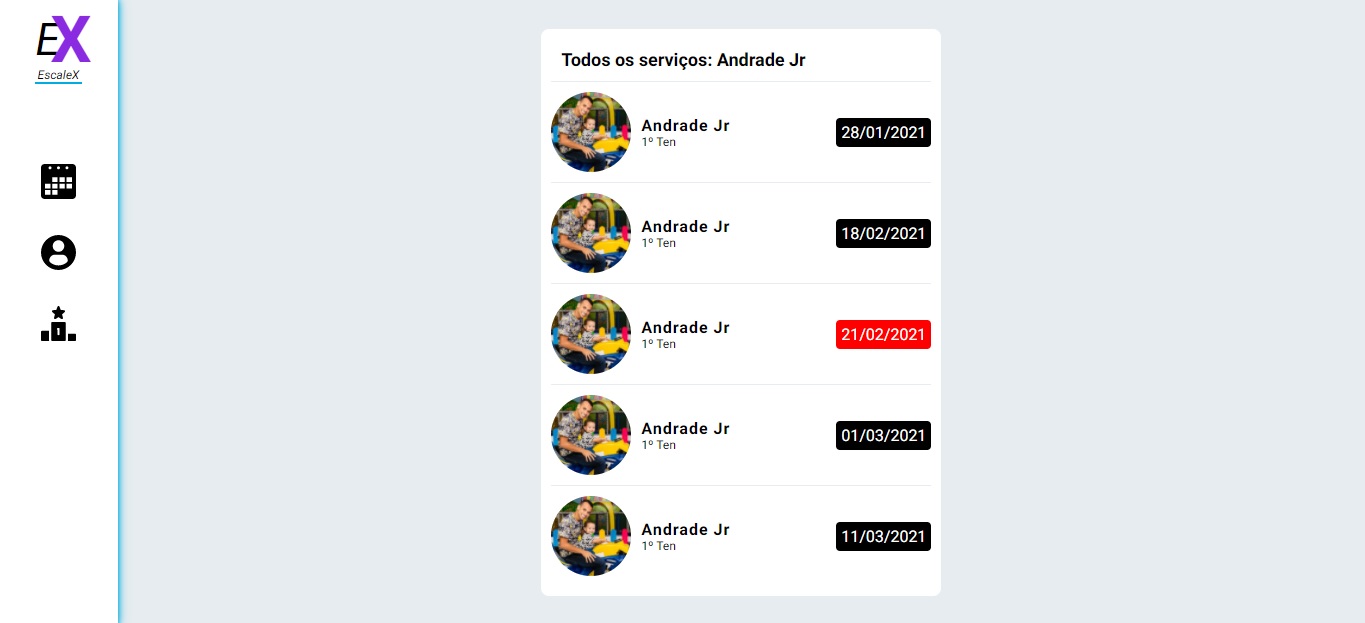 EX
EscaleX
Todos os serviços: Andrade Jr
Andrade Jr
1º Ten
28/01/2021
Andrade Jr
1º Ten
18/02/2021
Andrade Jr
1º Ten
21/02/2021
Andrade Jr
1º Ten
01/03/2021
Andrade Jr
1º Ten
11/03/2021
1